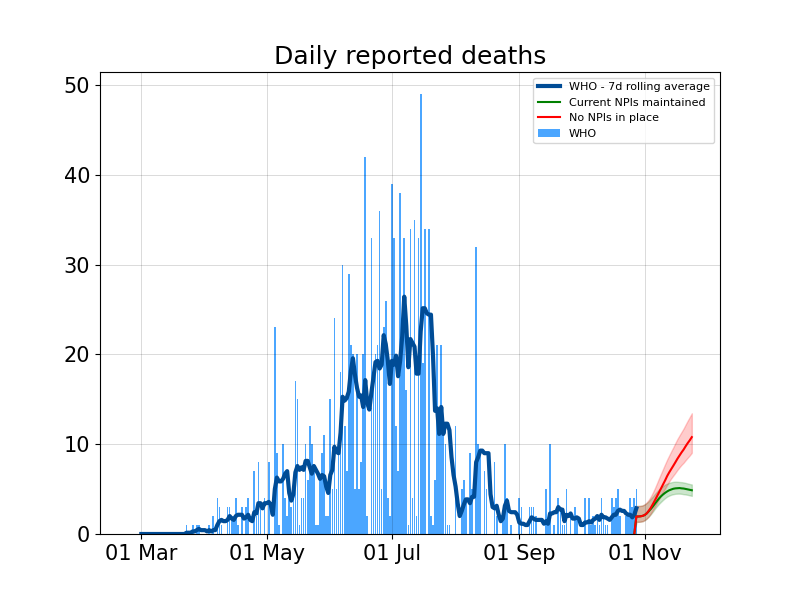 Daily reported deaths
WHO - 7d rolling average
Current NPIs maintained
No NPIs in place
WHO
50
40
30
20
10
0
01 Mar
01 May
01 Jul
01 Sep
01 Nov